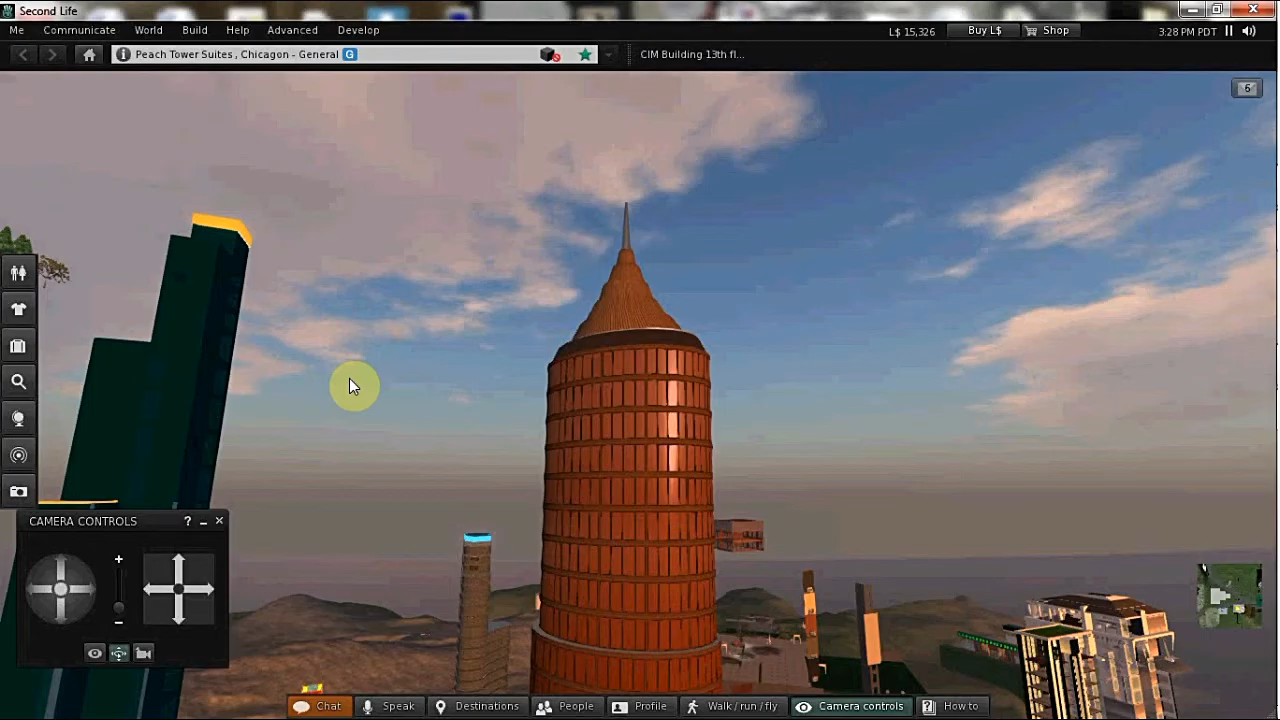 Second Life
Me Communicate World Build Help Advanced Develop L$ 15,326 Buy L$ Shop 3:28 PM PDT
Peach Tower Suites , Chicagon - General G CIM Building 13th fl...
6
CAMERA CONTROLS ?
+
−
Chat Speak Destinations People Profile Walk / run / fly Camera controls How to